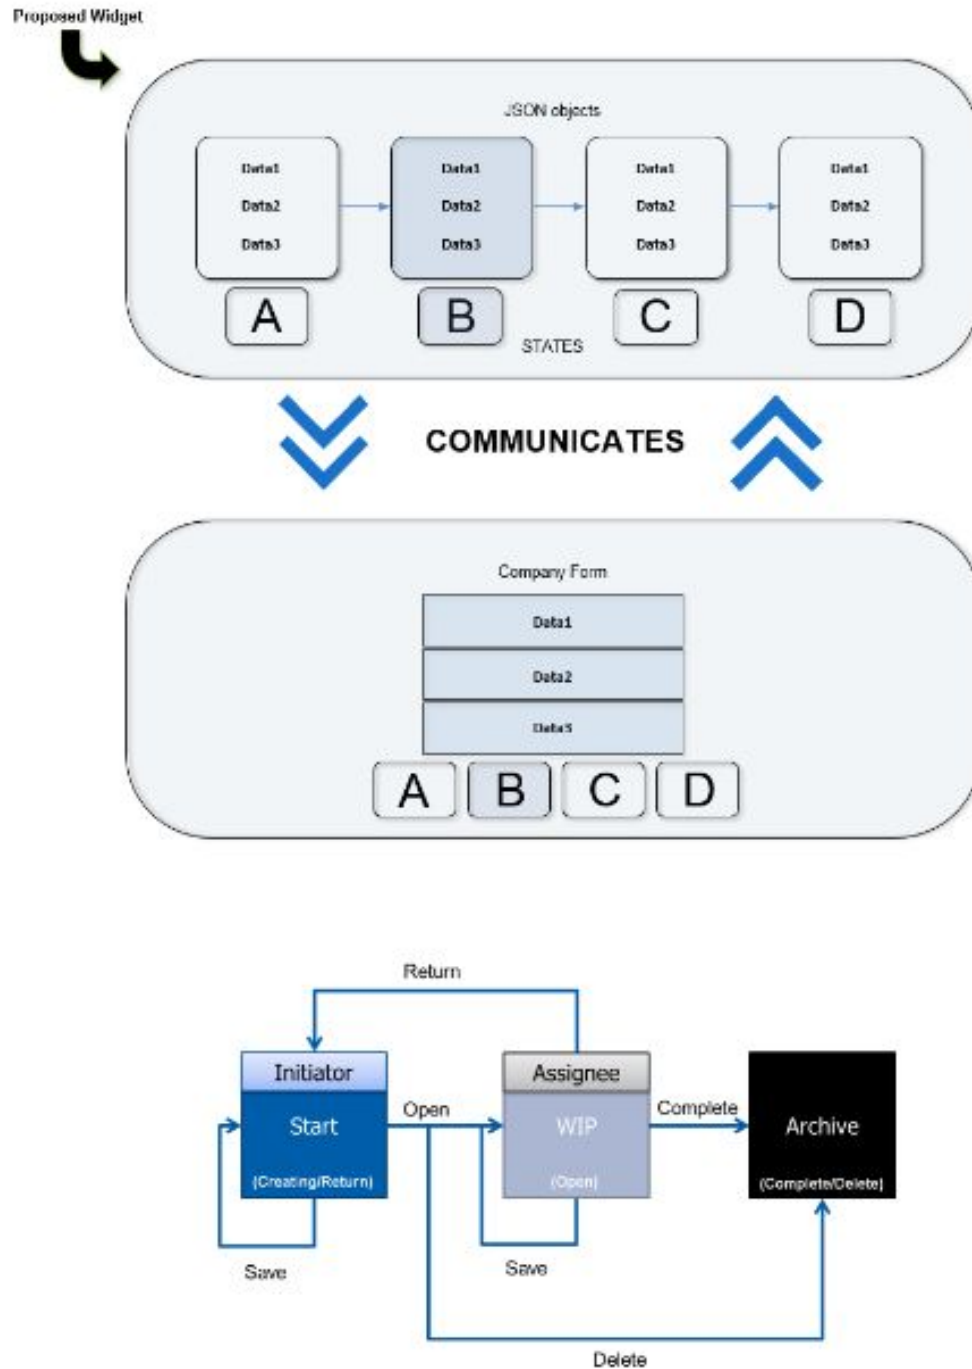 Proposed Widget
JSON objects
Data1 Data1 Data1 Data1
Data2 Data2 Data2 Data2
Data3 Data3 Data3 Data3
A B C D
STATES
COMMUNICATES
Company Form
Data1
Data2
Data3
A B C D
Return
Initiator Assignee
Start Open WIP Complete Archive
(Creating/Return) (Open) (Complete/Delete)
Save Save
Delete